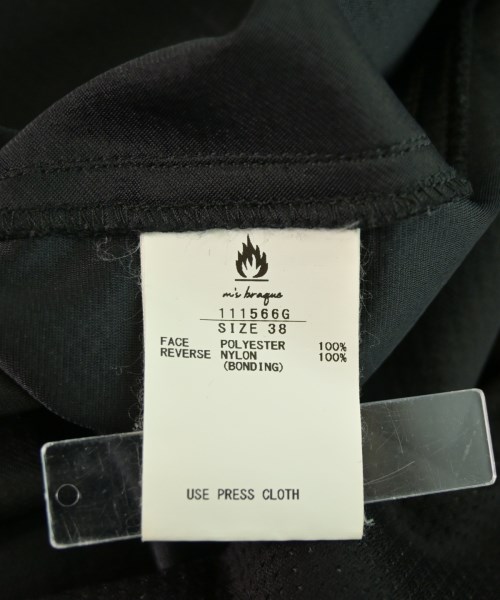 m's braque
111566G
SIZE 38
FACE POLYESTER 100%
REVERSE NYLON 100%
(BONDING)
USE PRESS CLOTH